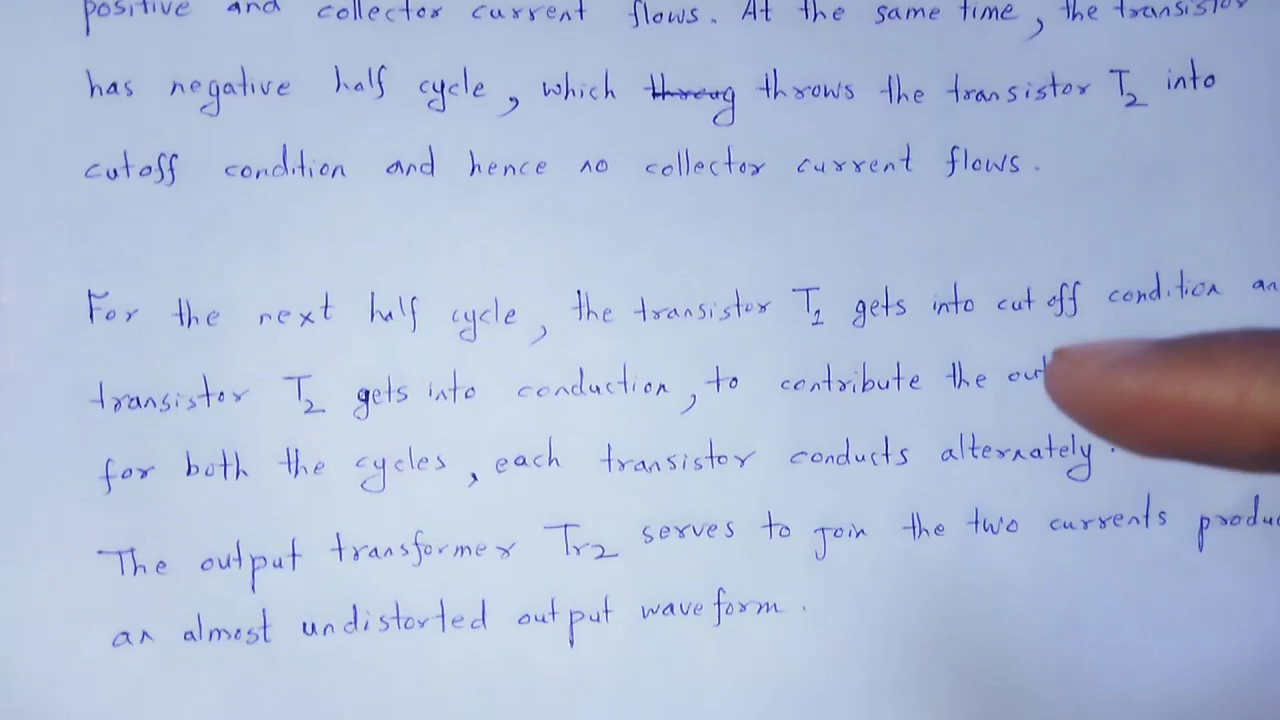 positive and collector current flows. At the same time, the transistor
has negative half cycle, which throug throws the transistor T2 into
cutoff condition and hence no collector current flows.
For the next half cycle, the transistor T1 gets into cut off condition an
transistor T2 gets into conduction, to contribute the out
for both the cycles, each transistor conducts alternately.
The output transformer Tr2 serves to join the two currents produ
an almost undistorted output waveform.